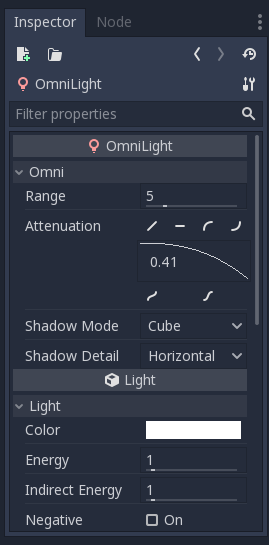 Inspector Node
OmniLight
Filter properties
OmniLight
Omni
Range 5
Attenuation
0.41
Shadow Mode Cube
Shadow Detail Horizontal
Light
Light
Color
Energy 1
Indirect Energy 1
Negative On